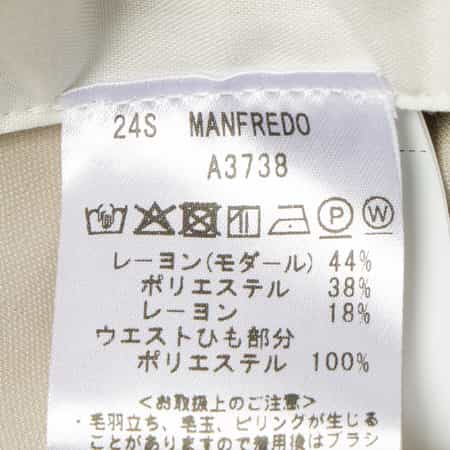 24S MANFREDO
A3738
P W
レーヨン(モダール) 44%
ポリエステル 38%
レーヨン 18%
ウエストひも部分
ポリエステル 100%
<お取扱上のご注意>
・毛羽立ち、毛玉、ピリングが生じる
ことがありますので着用後はブラシ